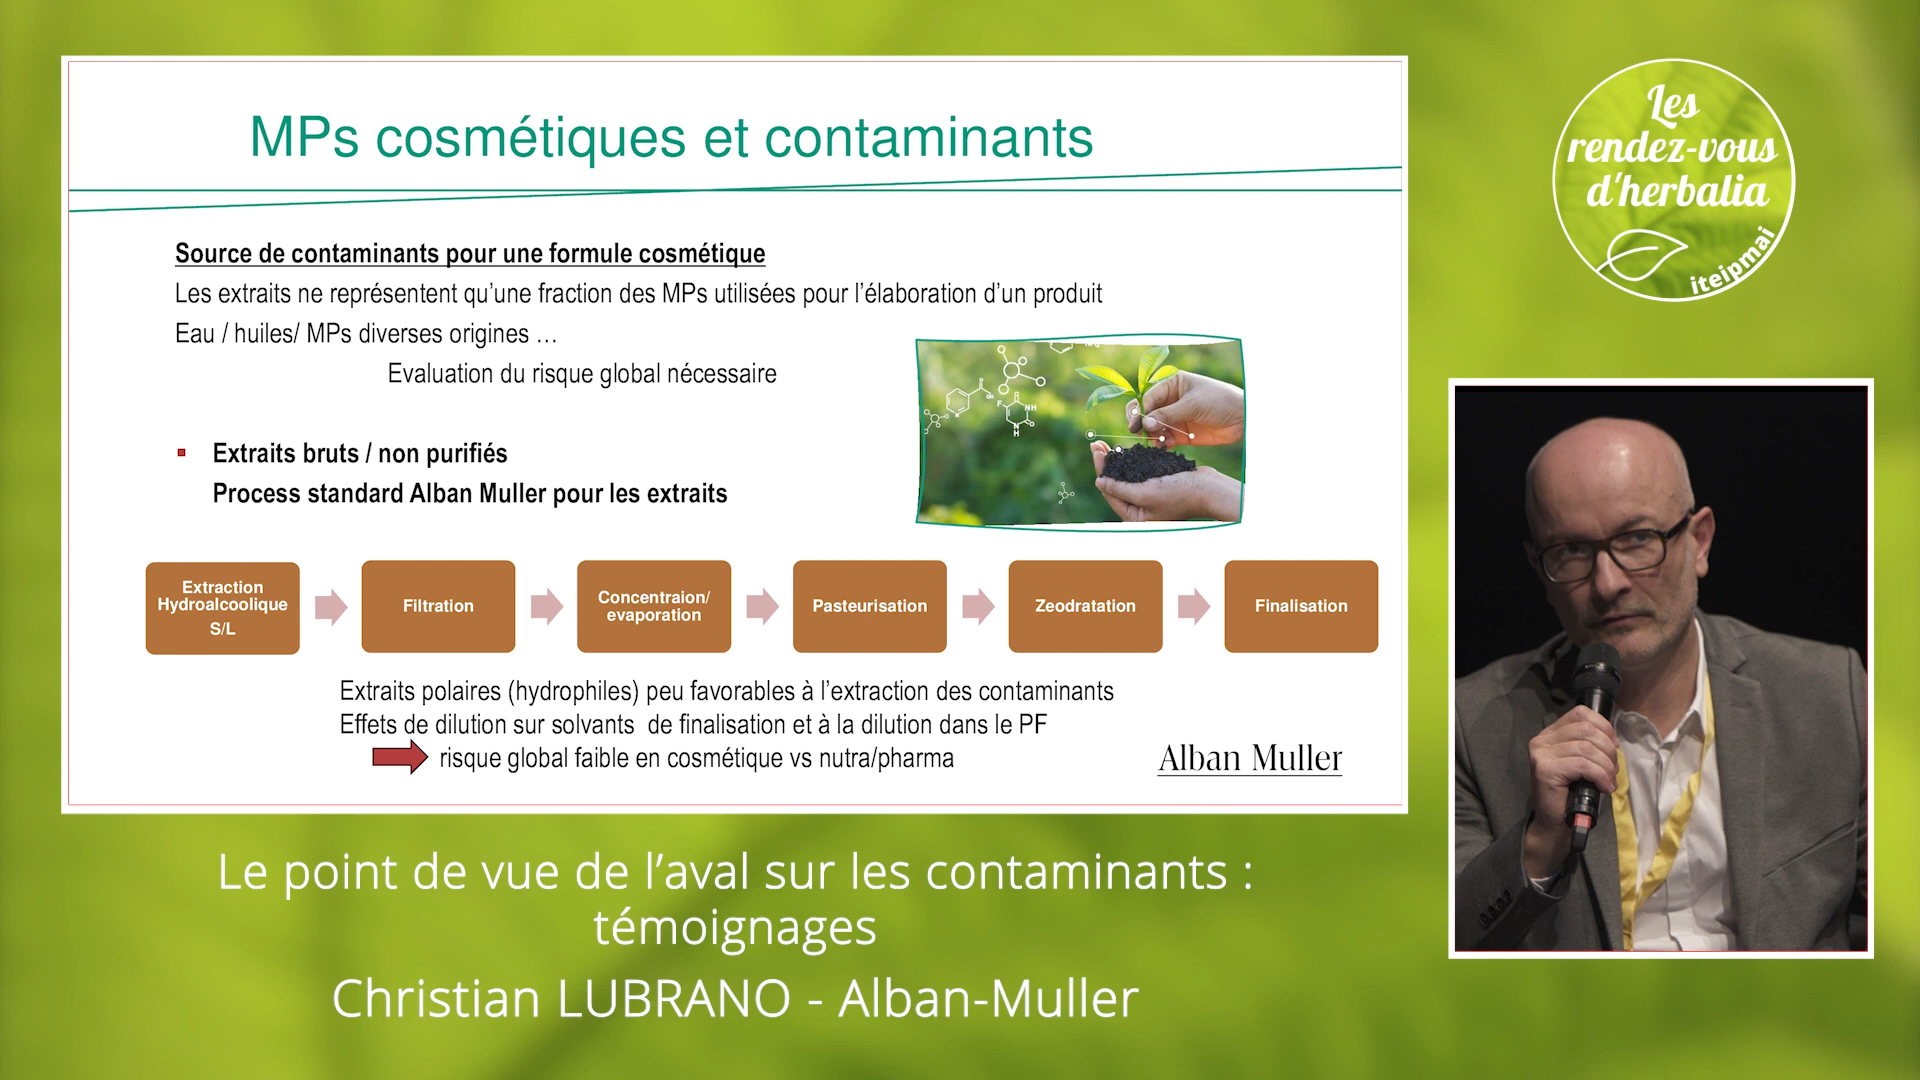 MPs cosmétiques et contaminants
Source de contaminants pour une formule cosmétique
Les extraits ne représentent qu’une fraction des MPs utilisées pour l’élaboration d’un produit
Eau / huiles/ MPs diverses origines …
Evaluation du risque global nécessaire
Extraits bruts / non purifiés
Process standard Alban Muller pour les extraits
Extraction
Hydroalcoolique
S/L
Filtration
Concentraion/
evaporation
Pasteurisation
Zeodratation
Finalisation
Extraits polaires (hydrophiles) peu favorables à l’extraction des contaminants
Effets de dilution sur solvants  de finalisation et à la dilution dans le PF
risque global faible en cosmétique vs nutra/pharma
Alban Muller
Les
rendez-vous
d'herbalia
iteipmai
Le point de vue de l’aval sur les contaminants :
témoignages
Christian LUBRANO - Alban-Muller